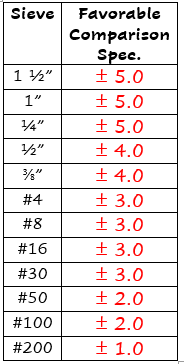 Sieve Favorable
Comparison
Spec.
1 ½” ± 5.0
1” ± 5.0
¼” ± 5.0
½” ± 4.0
⅜” ± 4.0
#4 ± 3.0
#8 ± 3.0
#16 ± 3.0
#30 ± 3.0
#50 ± 2.0
#100 ± 2.0
#200 ± 1.0